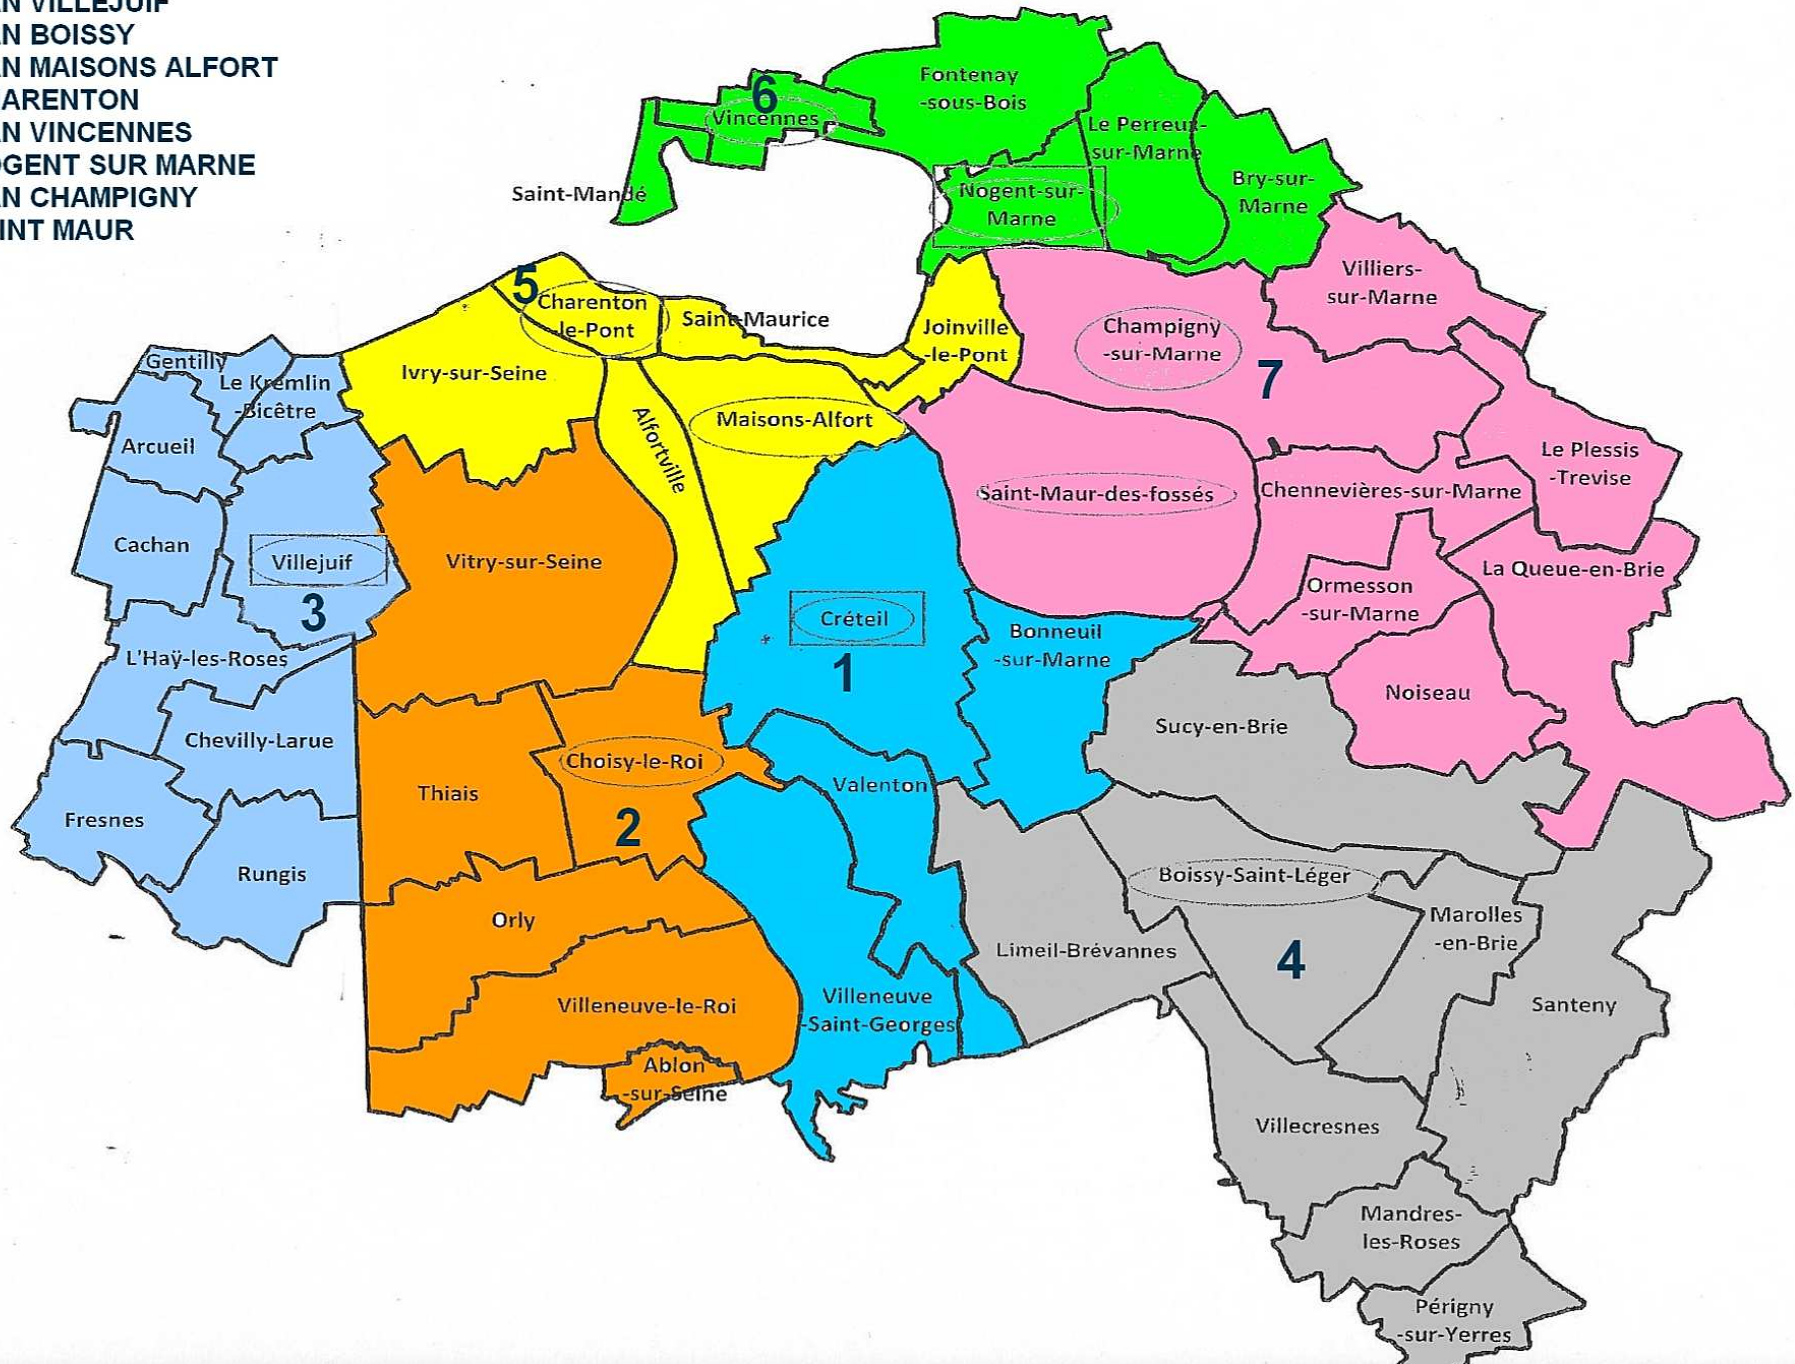 AN VILLEJUIF
AN BOISSY
AN MAISONS ALFORT
HARENTON
AN VINCENNES
OGENT SUR MARNE
AN CHAMPIGNY
INT MAUR
6
Vincennes
Fontenay
-sous-Bois
Le Perreux-
sur-Marne
Bry-sur-
Marne
Saint-Mandé
Nogent-sur-
Marne
5
Charenton
-le-Pont
Saint-Maurice
Joinville
-le-Pont
Champigny
-sur-Marne
7
Villiers-
sur-Marne
Gentilly
Le Kremlin
-Bicêtre
Ivry-sur-Seine
Arcueil
Alfortville
Maisons-Alfort
Le Plessis
-Trevise
Saint-Maur-des-fossés
Chennevières-sur-Marne
Cachan
Villejuif
3
Vitry-sur-Seine
La Queue-en-Brie
Ormesson
-sur-Marne
Créteil
1
Bonneuil
-sur-Marne
L'Haÿ-les-Roses
Noiseau
Chevilly-Larue
Sucy-en-Brie
Choisy-le-Roi
2
Thiais
Valenton
Fresnes
Rungis
Boissy-Saint-Léger
4
Orly
Limeil-Brévannes
Marolles
-en-Brie
Villeneuve-le-Roi
Villeneuve
-Saint-Georges
Santeny
Ablon
-sur-Seine
Villecresnes
Mandres-
les-Roses
Périgny
-sur-Yerres